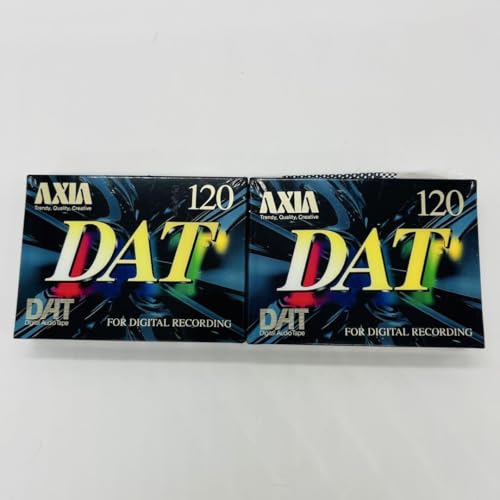 AXIA
Trendy, Quality, Creative
120
DAT
DAT
Digital Audio Tape
FOR DIGITAL RECORDING
AXIA
Trendy, Quality, Creative
120
DAT
DAT
Digital Audio Tape
FOR DIGITAL RECORDING